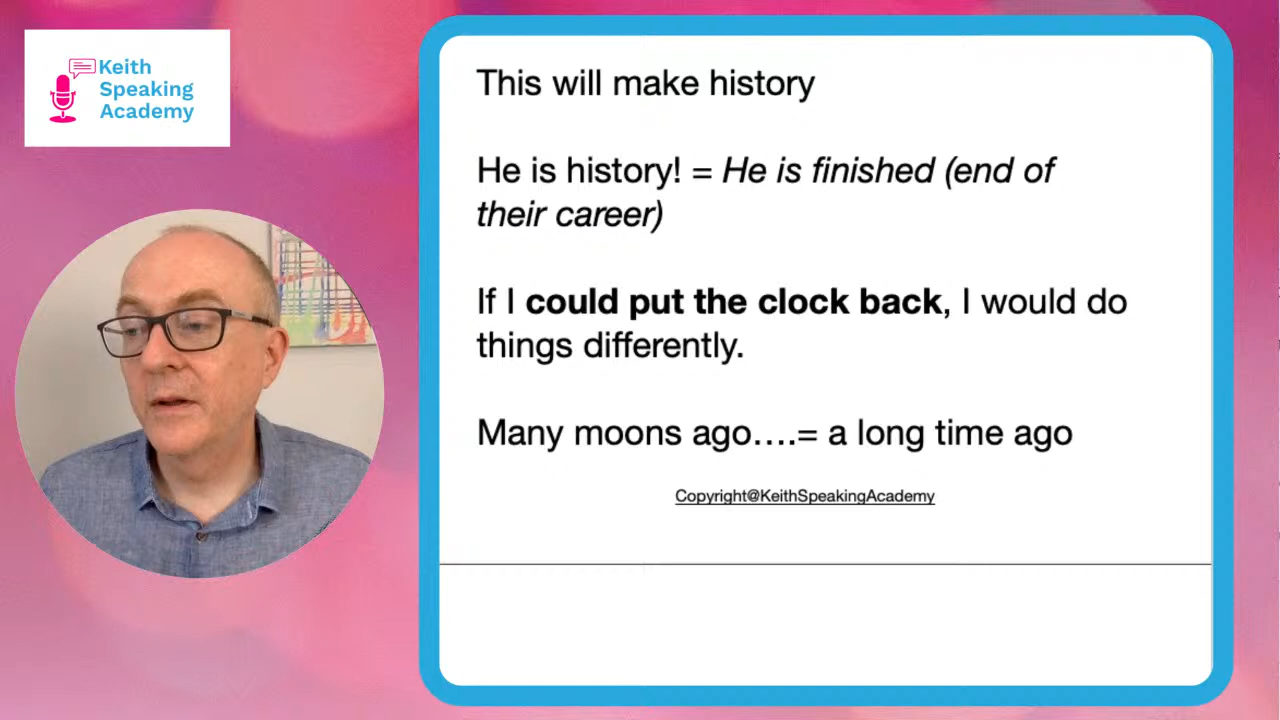 Keith
Speaking
Academy
This will make history
He is history! = He is finished (end of
their career)
If I could put the clock back, I would do
things differently.
Many moons ago….= a long time ago
Copyright@KeithSpeakingAcademy